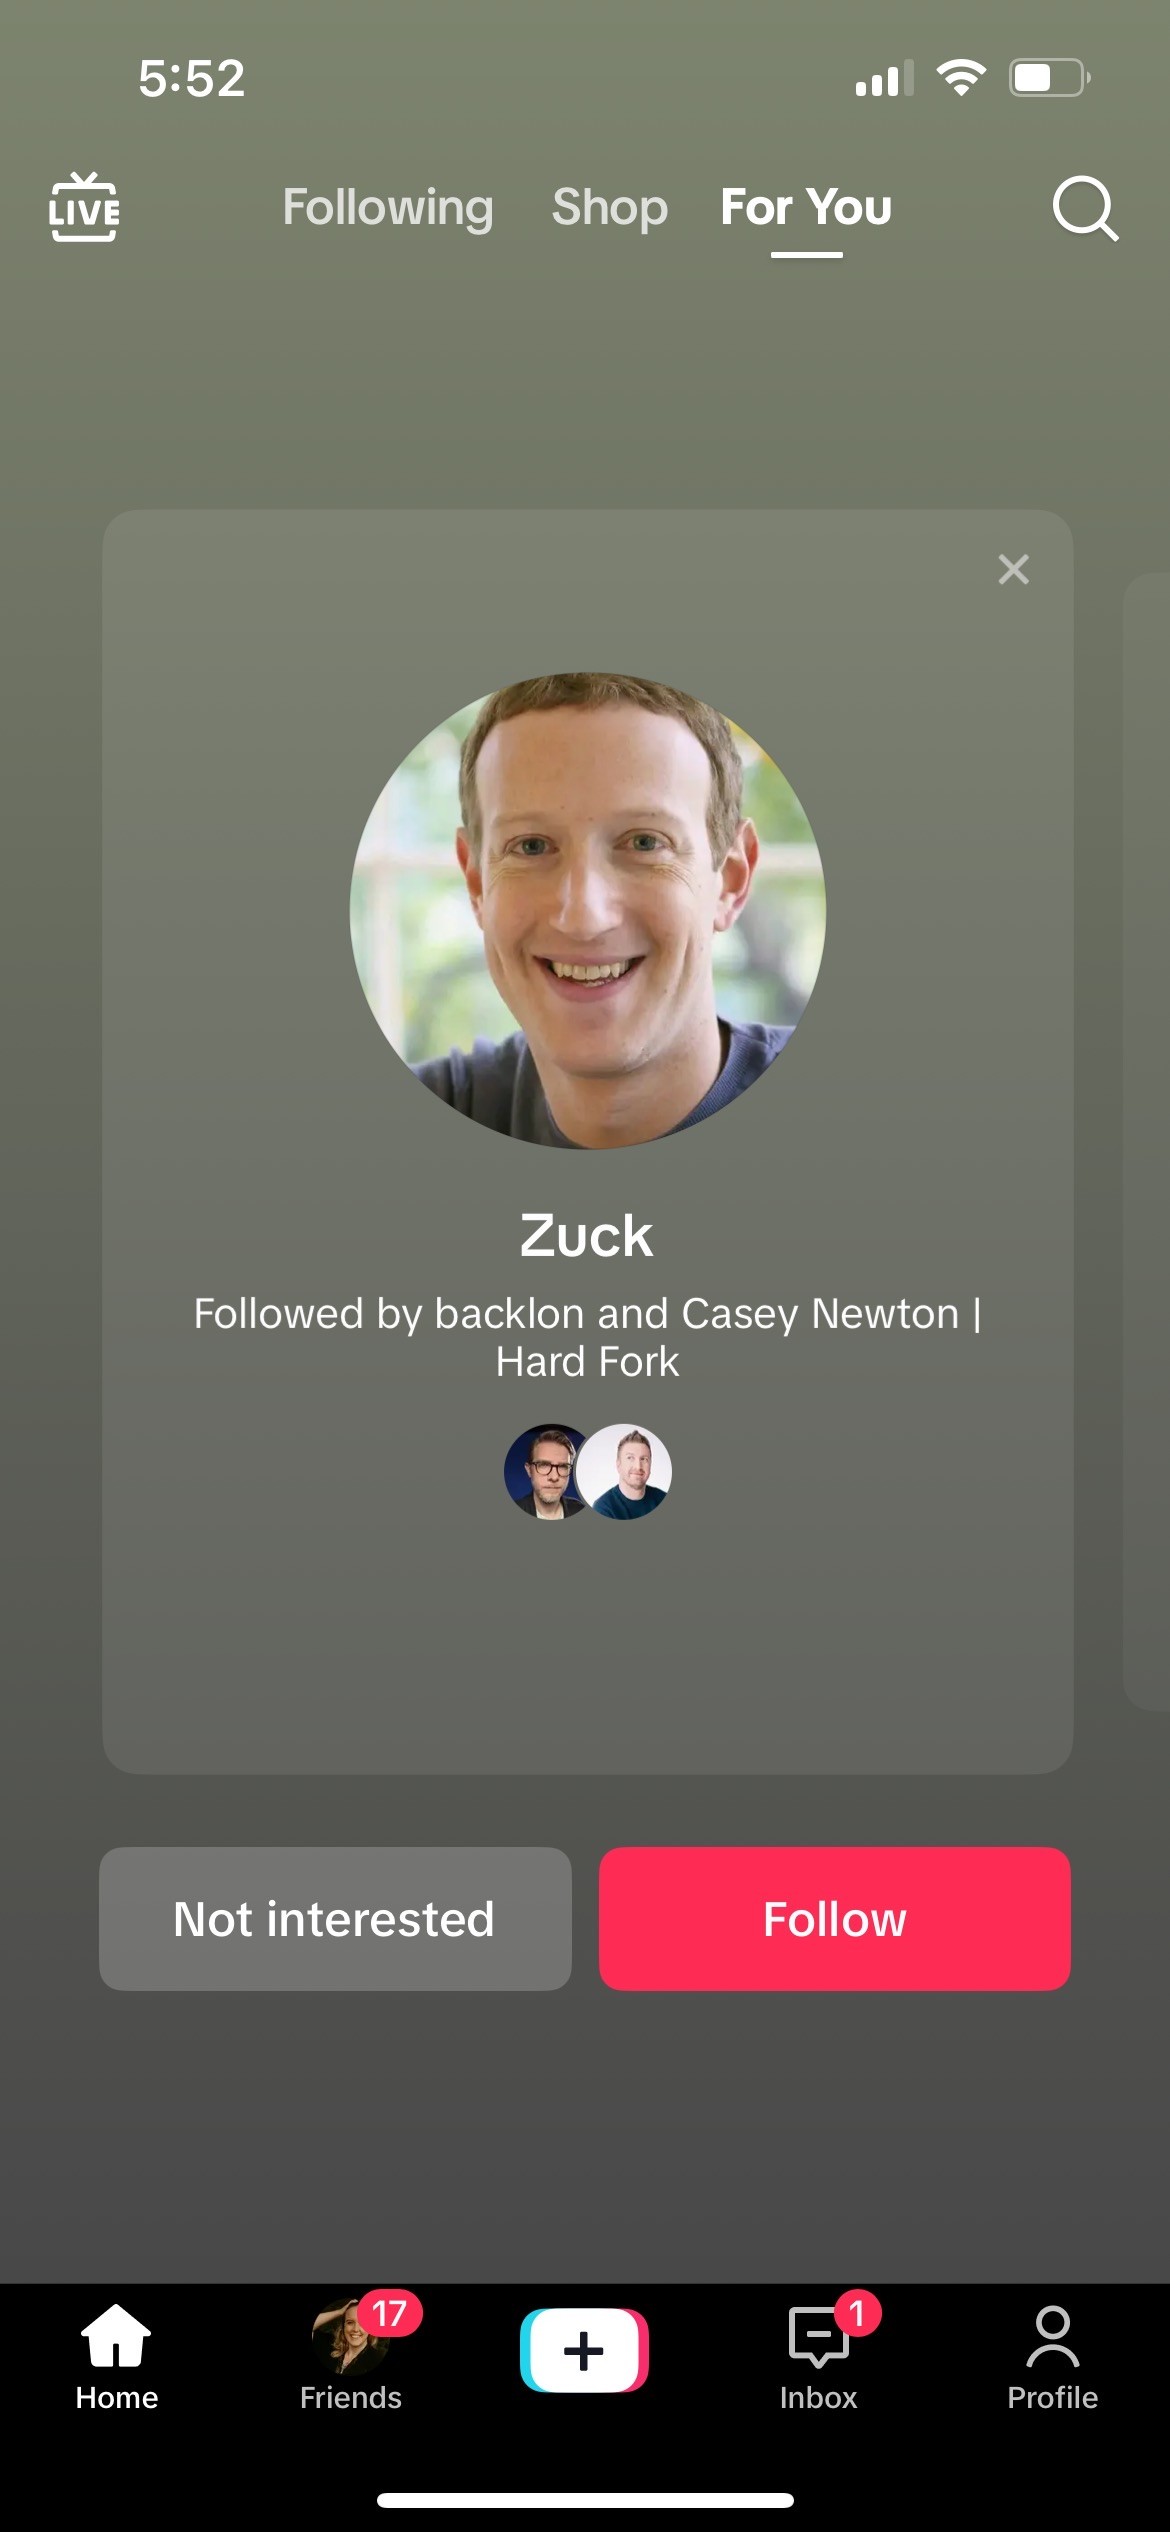 5:52
LIVE
Following Shop For You
Zuck
Followed by backlon and Casey Newton |
Hard Fork
Not interested Follow
17 1
Home Friends Inbox Profile